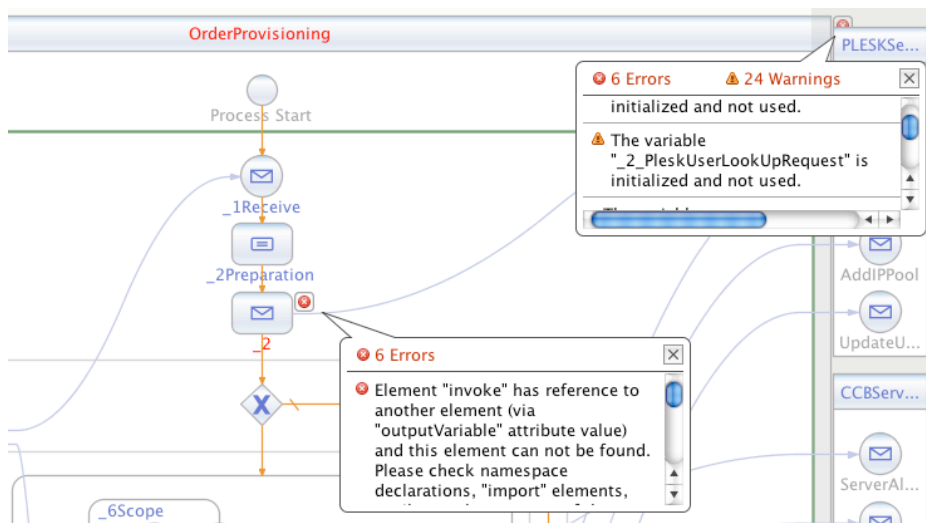 OrderProvisioning
PLESKSe...
6 Errors
24 Warnings
initialized and not used.
The variable
"_2_PleskUserLookUpRequest" is
initialized and not used.
Process Start
_1Receive
_2Preparation
_2
AddIPPool
UpdateU...
6 Errors
Element "invoke" has reference to
another element (via
"outputVariable" attribute value)
and this element can not be found.
Please check namespace
declarations, "import" elements,
CCBServ...
ServerAl...
X
_6Scope